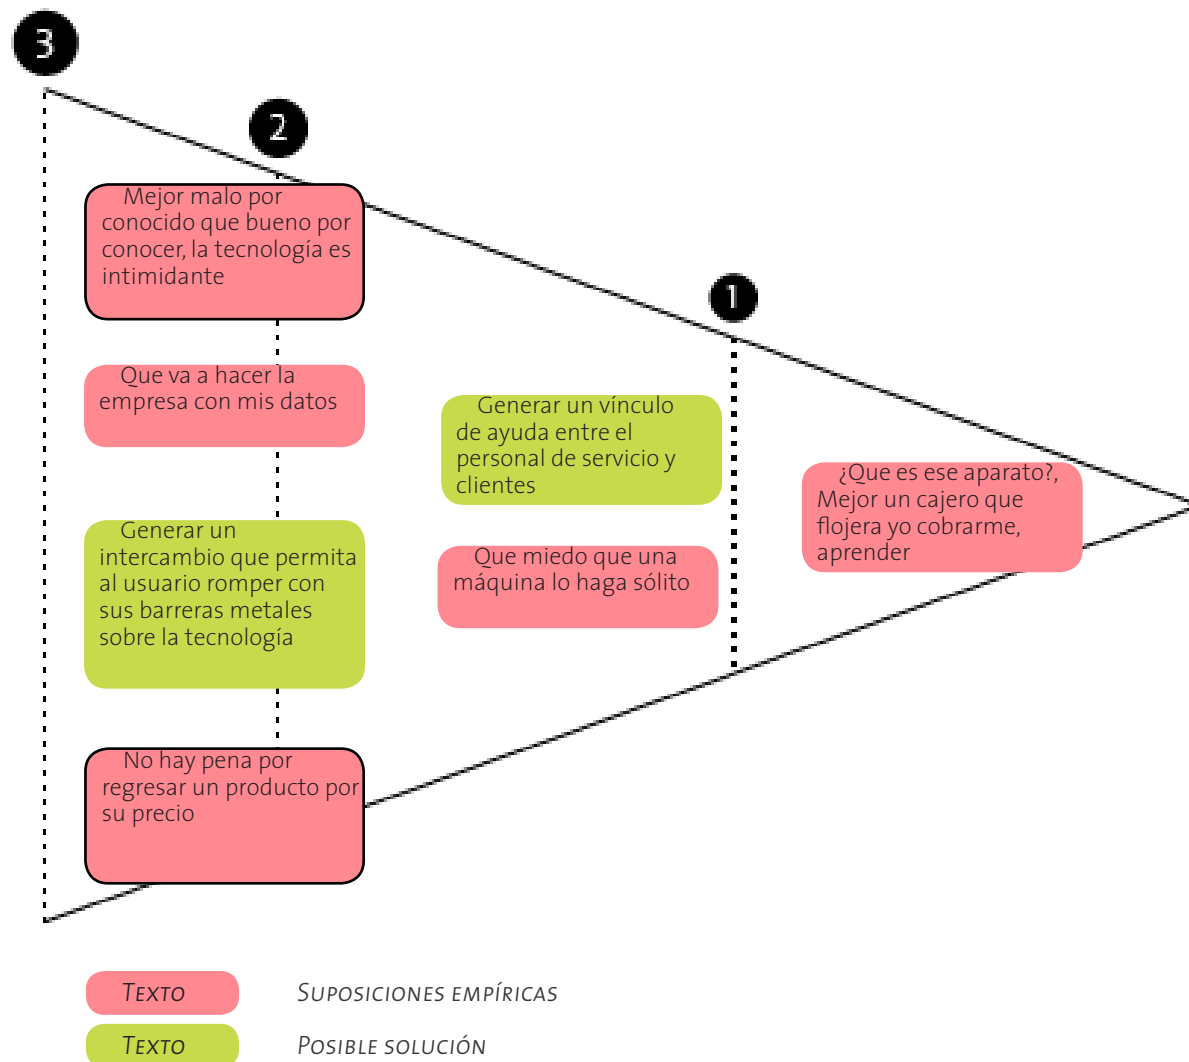 3
2
Mejor malo por
conocido que bueno por
conocer, la tecnología es
intimidante
1
Que va a hacer la
empresa con mis datos
Generar un vínculo
de ayuda entre el
personal de servicio y
clientes
¿Que es ese aparato?,
Mejor un cajero que
flojera yo cobrarme,
aprender
Generar un
intercambio que permita
al usuario romper con
sus barreras metales
sobre la tecnología
Que miedo que una
máquina lo haga sólito
No hay pena por
regresar un producto por
su precio
TEXTO SUPOSICIONES EMPÍRICAS
TEXTO POSIBLE SOLUCIÓN